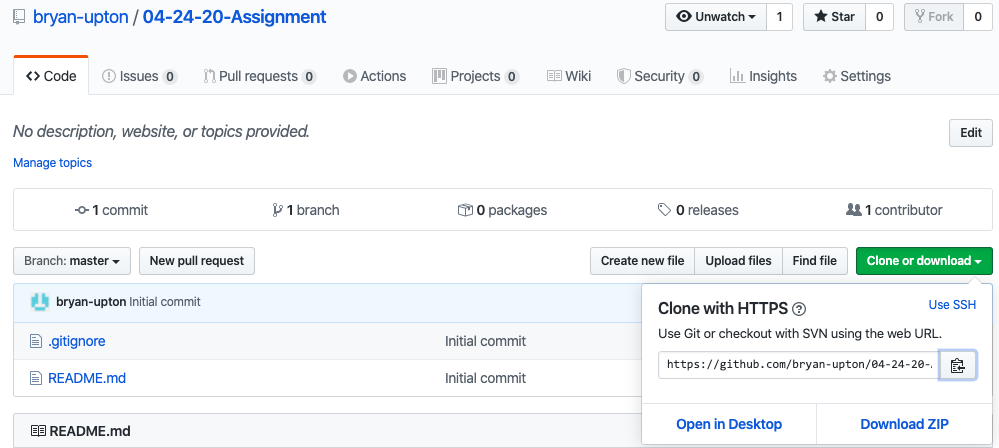 bryan-upton / 04-24-20-Assignment
Unwatch 1 Star 0 Fork 0
Code Issues 0 Pull requests 0 Actions Projects 0 Wiki Security 0 Insights Settings
No description, website, or topics provided.
Edit
Manage topics
1 commit 1 branch 0 packages 0 releases 1 contributor
Branch: master New pull request Create new file Upload files Find file Clone or download
bryan-upton Initial commit
.gitignore Initial commit
README.md Initial commit
README.md
Clone with HTTPS ? Use SSH
Use Git or checkout with SVN using the web URL.
https://github.com/bryan-upton/04-24-20-
Open in Desktop Download ZIP